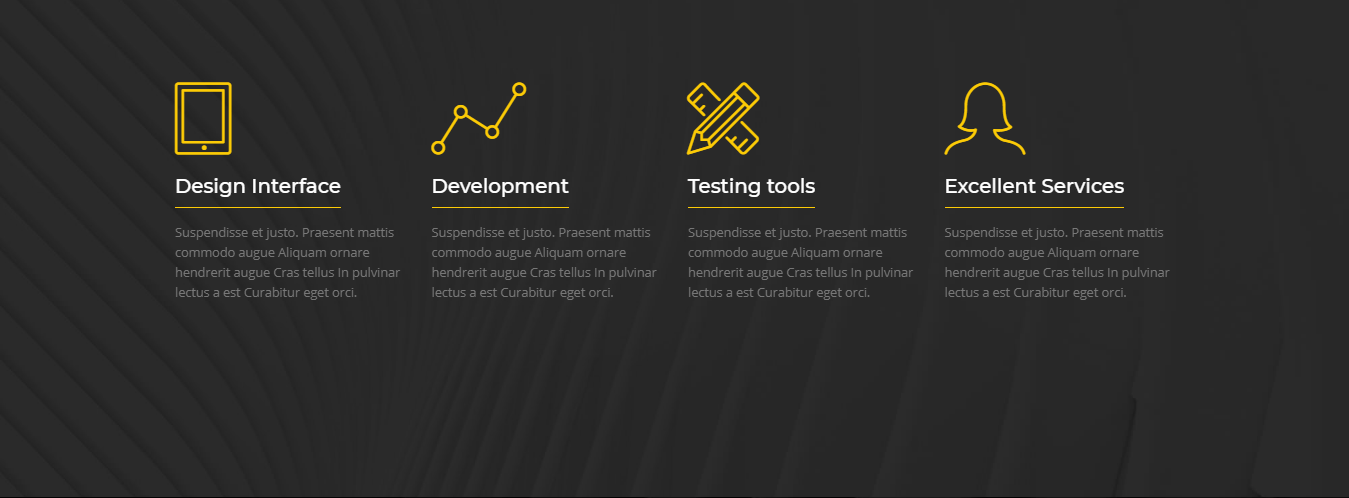 Design Interface
Suspendisse et justo. Praesent mattis
commodo augue Aliquam ornare
hendrerit augue Cras tellus In pulvinar
lectus a est Curabitur eget orci.
Development
Suspendisse et justo. Praesent mattis
commodo augue Aliquam ornare
hendrerit augue Cras tellus In pulvinar
lectus a est Curabitur eget orci.
Testing tools
Suspendisse et justo. Praesent mattis
commodo augue Aliquam ornare
hendrerit augue Cras tellus In pulvinar
lectus a est Curabitur eget orci.
Excellent Services
Suspendisse et justo. Praesent mattis
commodo augue Aliquam ornare
hendrerit augue Cras tellus In pulvinar
lectus a est Curabitur eget orci.